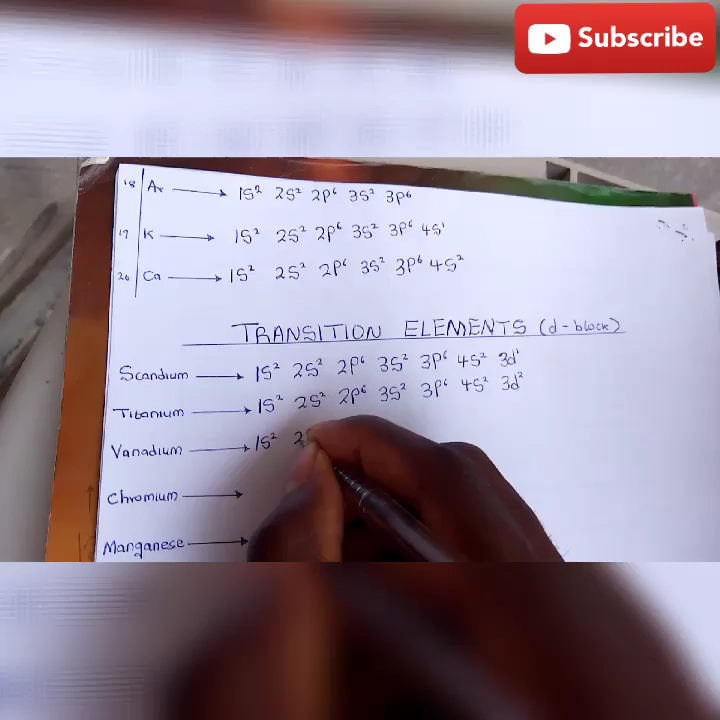 Subscribe
18 Ar → 1S² 2S² 2P⁶ 3S² 3P⁶
19 K → 1S² 2S² 2P⁶ 3S² 3P⁶ 4S¹
20 Ca → 1S² 2S² 2P⁶ 3S² 3P⁶ 4S²
TRANSITION ELEMENTS (d-block)
Scandium → 1S² 2S² 2P⁶ 3S² 3P⁶ 4S² 3d¹
Titanium → 1S² 2S² 2P⁶ 3S² 3P⁶ 4S² 3d²
Vanadium → 1S² 2S
Chromium →
Manganese →